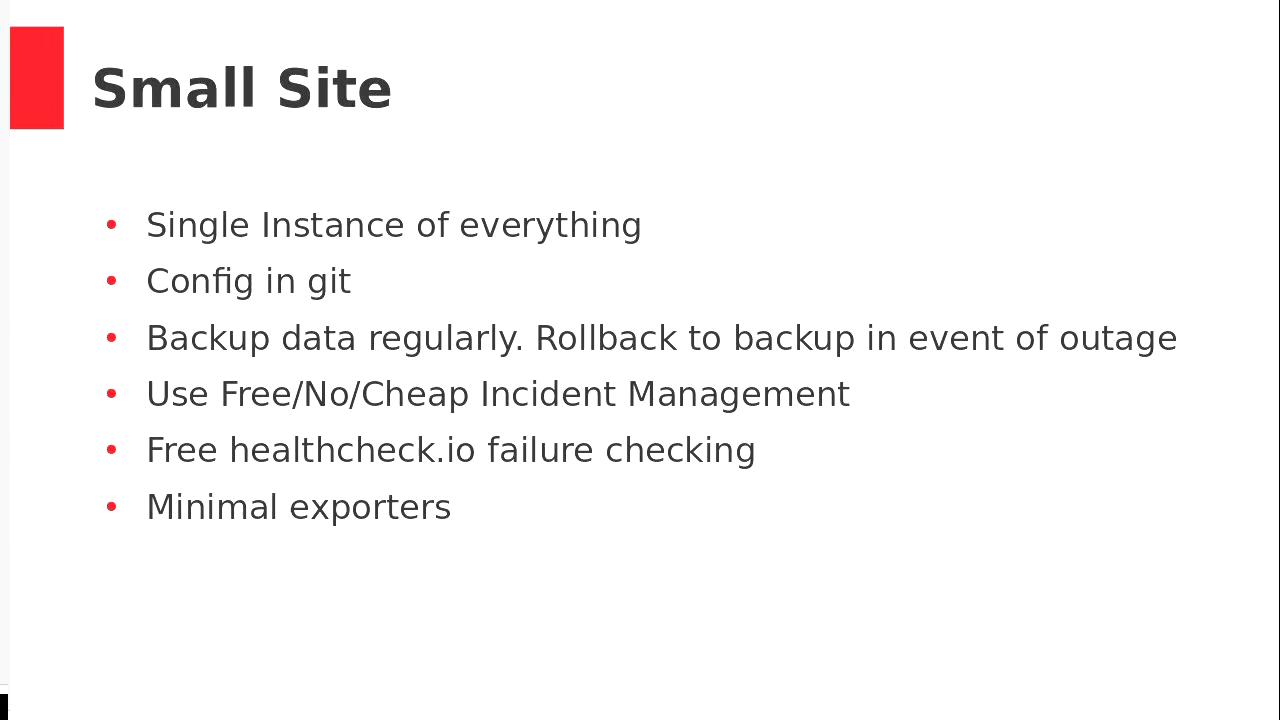 Small Site
• Single Instance of everything
• Config in git
• Backup data regularly. Rollback to backup in event of outage
• Use Free/No/Cheap Incident Management
• Free healthcheck.io failure checking
• Minimal exporters